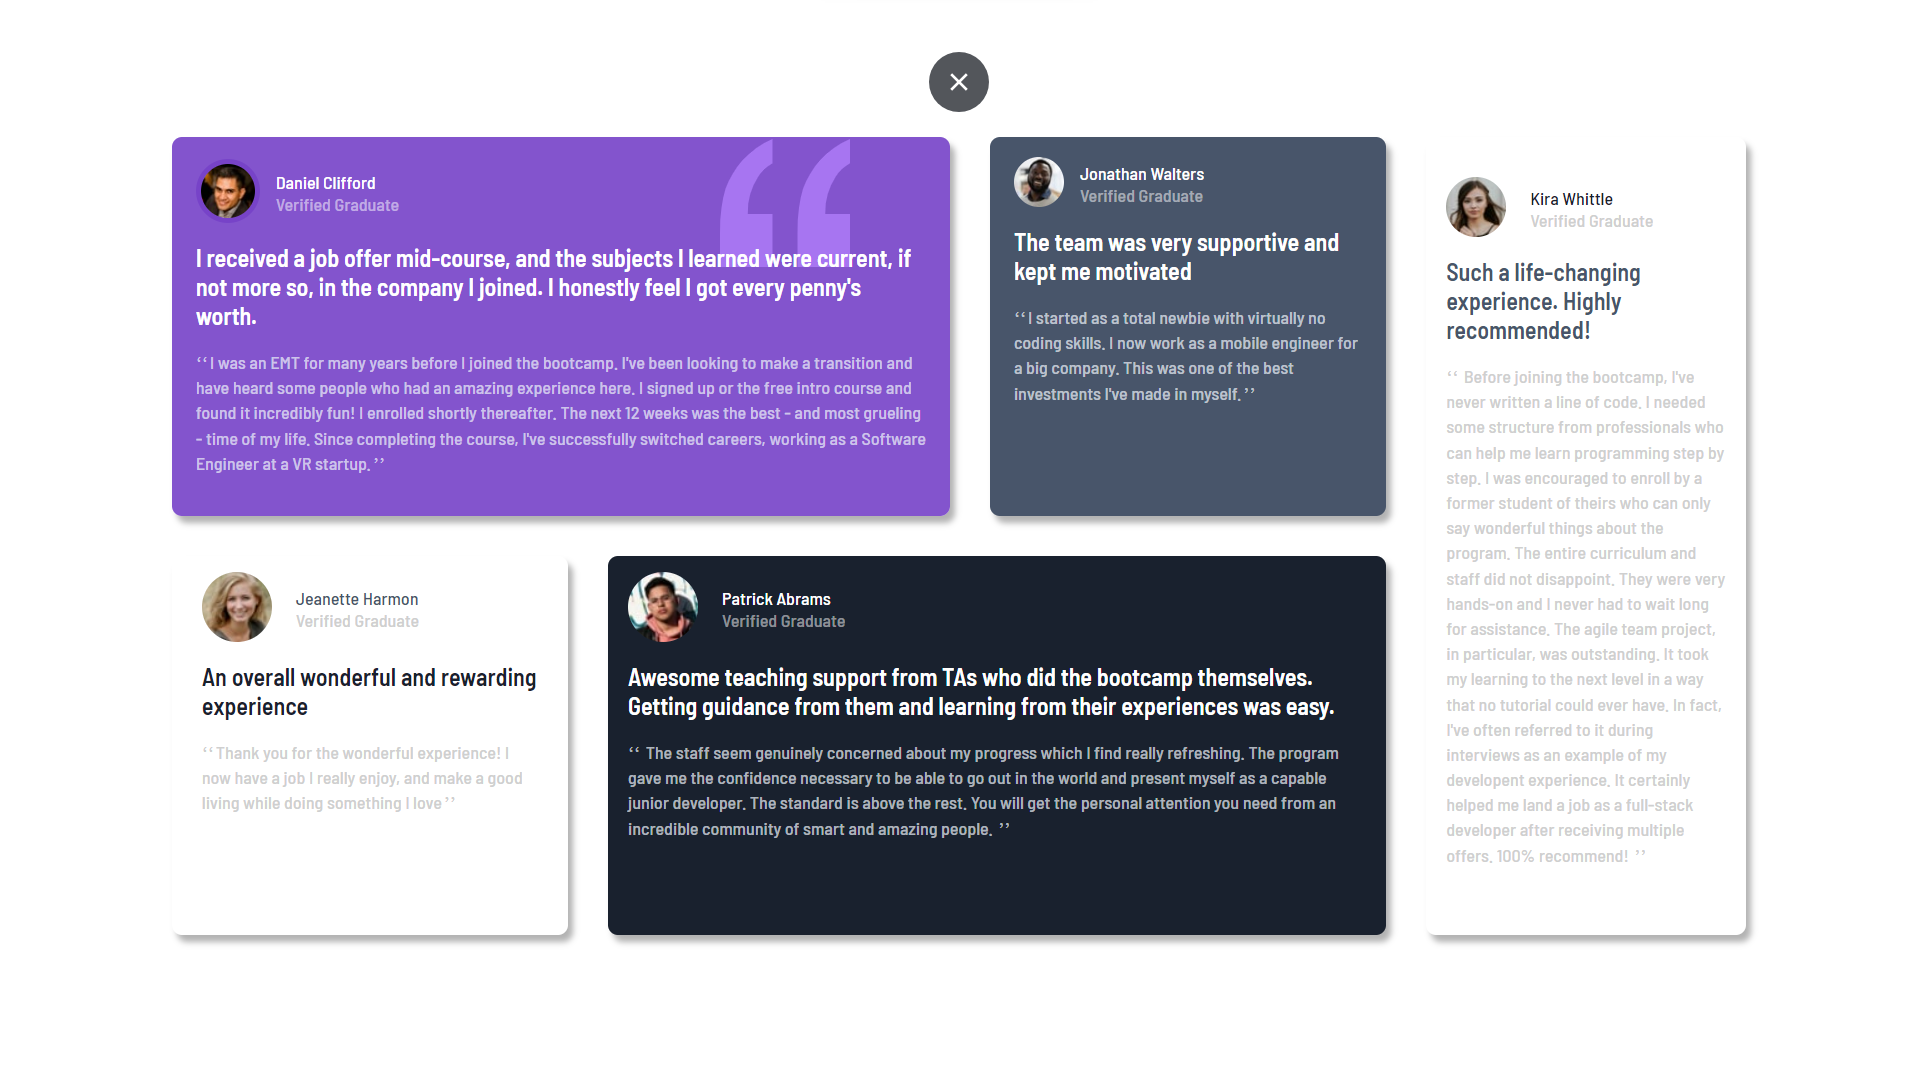 Daniel Clifford
Verified Graduate
I received a job offer mid-course, and the subjects I learned were current, if
not more so, in the company I joined. I honestly feel I got every penny's
worth.
‘‘ I was an EMT for many years before I joined the bootcamp. I've been looking to make a transition and
have heard some people who had an amazing experience here. I signed up or the free intro course and
found it incredibly fun! I enrolled shortly thereafter. The next 12 weeks was the best - and most grueling
- time of my life. Since completing the course, I've successfully switched careers, working as a Software
Engineer at a VR startup. ’’
Jonathan Walters
Verified Graduate
The team was very supportive and
kept me motivated
‘‘ I started as a total newbie with virtually no
coding skills. I now work as a mobile engineer for
a big company. This was one of the best
investments I've made in myself. ’’
Kira Whittle
Verified Graduate
Such a life-changing
experience. Highly
recommended!
‘‘ Before joining the bootcamp, I've
never written a line of code. I needed
some structure from professionals who
can help me learn programming step by
step. I was encouraged to enroll by a
former student of theirs who can only
say wonderful things about the
program. The entire curriculum and
staff did not disappoint. They were very
hands-on and I never had to wait long
for assistance. The agile team project,
in particular, was outstanding. It took
my learning to the next level in a way
that no tutorial could ever have. In fact,
I've often referred to it during
interviews as an example of my
developent experience. It certainly
helped me land a job as a full-stack
developer after receiving multiple
offers. 100% recommend! ’’
Jeanette Harmon
Verified Graduate
An overall wonderful and rewarding
experience
‘‘ Thank you for the wonderful experience! I
now have a job I really enjoy, and make a good
living while doing something I love ’’
Patrick Abrams
Verified Graduate
Awesome teaching support from TAs who did the bootcamp themselves.
Getting guidance from them and learning from their experiences was easy.
‘‘ The staff seem genuinely concerned about my progress which I find really refreshing. The program
gave me the confidence necessary to be able to go out in the world and present myself as a capable
junior developer. The standard is above the rest. You will get the personal attention you need from an
incredible community of smart and amazing people. ’’